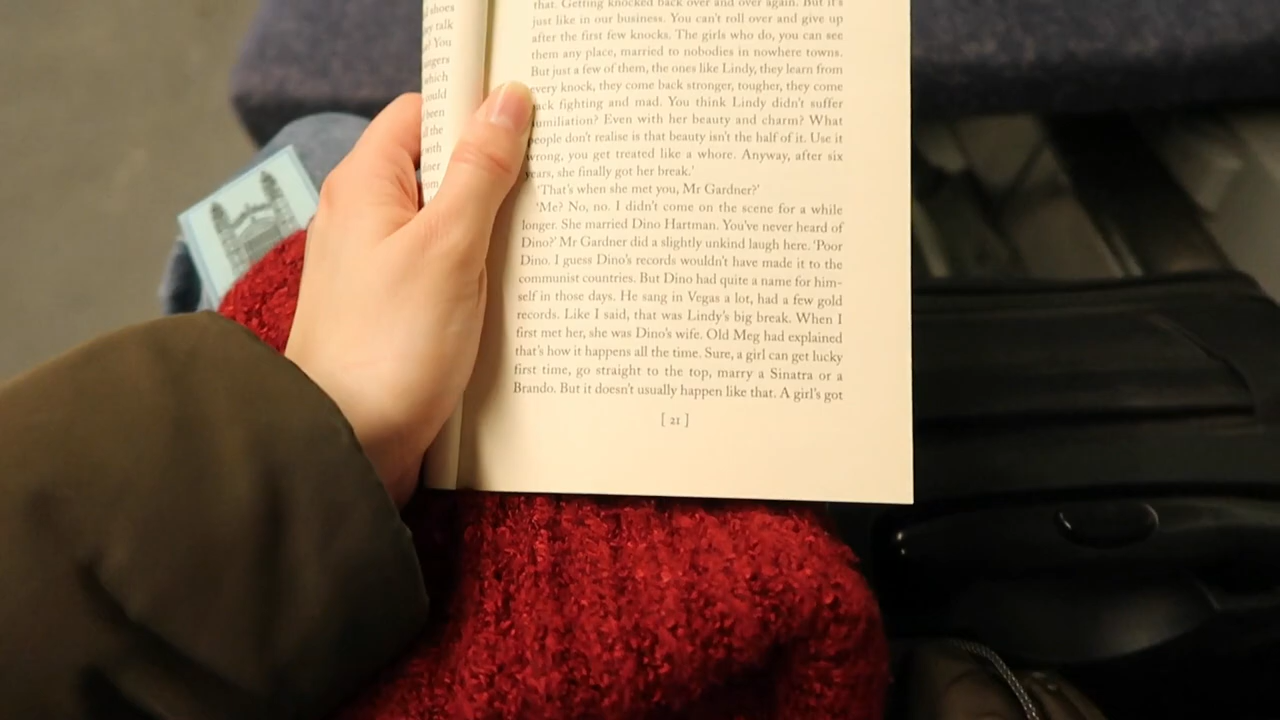 d shoes
talk
You
angers
which
could
been
all the
with
diner
from
that. Getting knocked back over and over again. But it's
just like in our business. You can't roll over and give up
after the first few knocks. The girls who do, you can see
them any place, married to nobodies in nowhere towns.
But just a few of them, the ones like Lindy, they learn from
every knock, they come back stronger, tougher, they come
ack fighting and mad. You think Lindy didn't suffer
umiliation? Even with her beauty and charm? What
people don't realise is that beauty isn't the half of it. Use it
wrong, you get treated like a whore. Anyway, after six
years, she finally got her break.'
'That's when she met you, Mr Gardner?'
'Me? No, no. I didn't come on the scene for a while
longer. She married Dino Hartman. You've never heard of
Dino?' Mr Gardner did a slightly unkind laugh here. 'Poor
Dino. I guess Dino's records wouldn't have made it to the
communist countries. But Dino had quite a name for him-
self in those days. He sang in Vegas a lot, had a few gold
records. Like I said, that was Lindy's big break. When I
first met her, she was Dino's wife. Old Meg had explained
that's how it happens all the time. Sure, a girl can get lucky
first time, go straight to the top, marry a Sinatra or a
Brando. But it doesn't usually happen like that. A girl's got
[ 21 ]